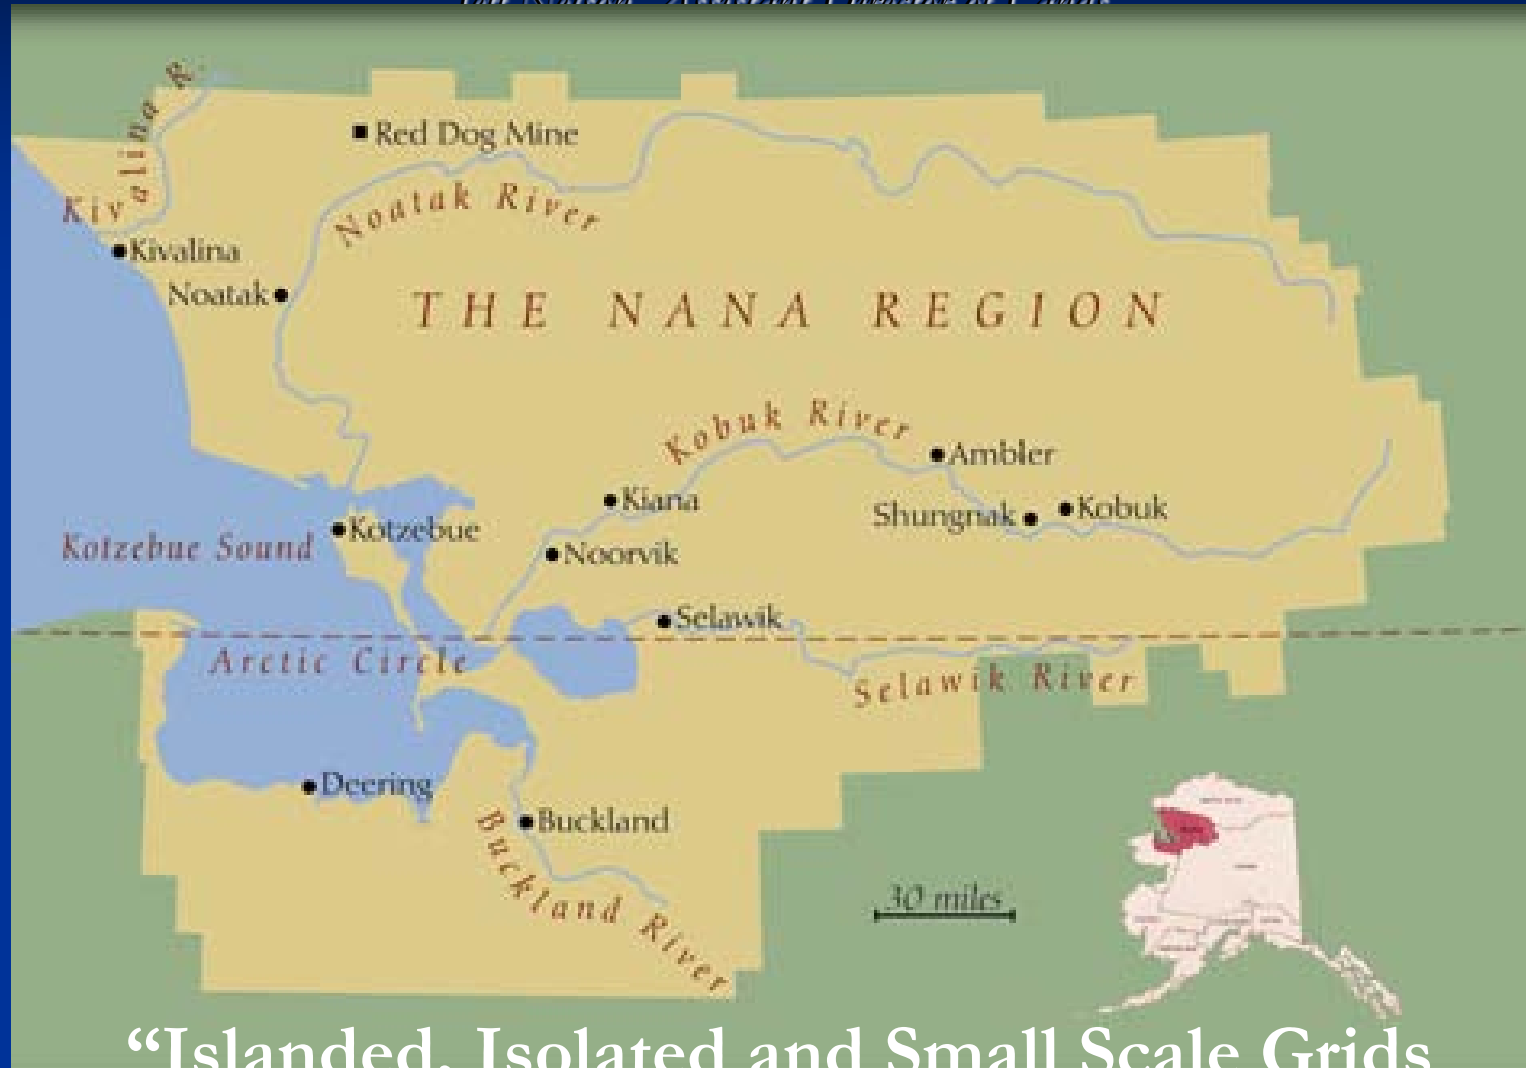 Kivalina R.
Red Dog Mine
Noatak River
Kivalina
Noatak
THE NANA REGION
Kobuk River
Ambler
Kiana
Shungnak
Kobuk
Kotzebue
Kotzebue Sound
Noorvik
Selawik
Arctic Circle
Selawik River
Deering
Buckland
Buckland River
30 miles
“Islanded, Isolated and Small Scale Grids